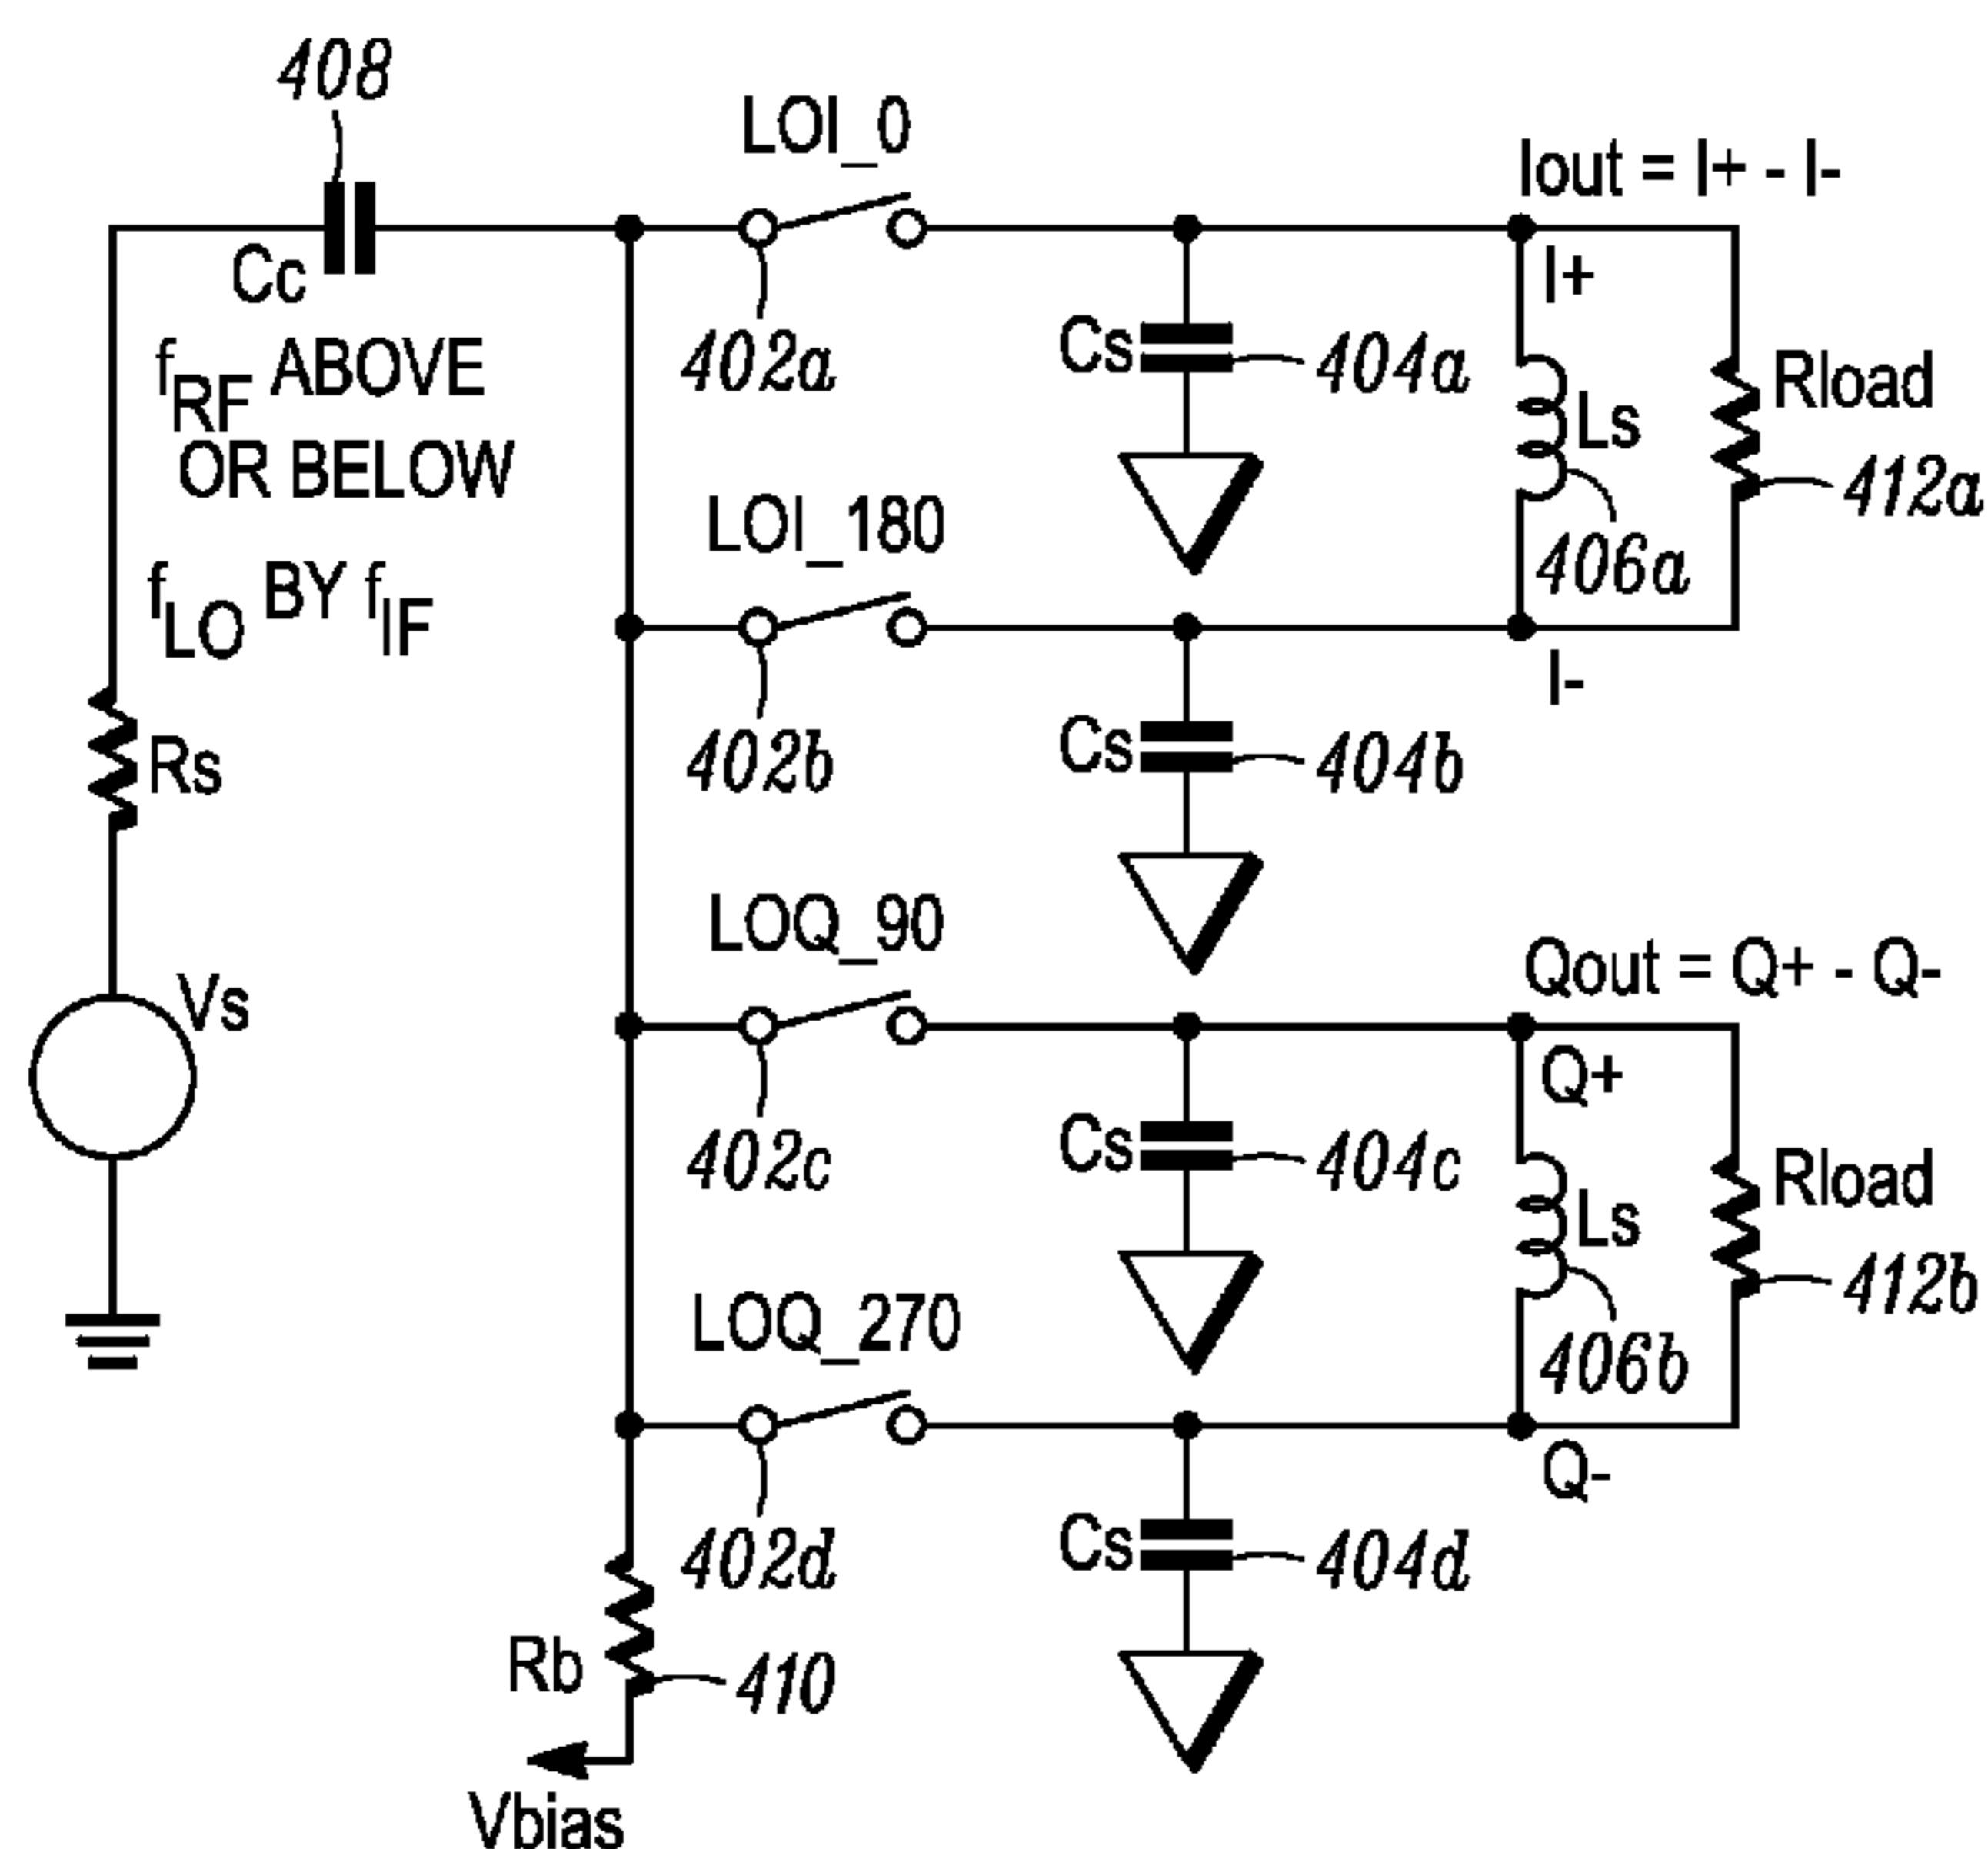 408
LOI_0
Iout = I+ - I-
Cc
I+
fRF ABOVE
OR BELOW
fLO BY fIF
402a
Cs
404a
Ls
Rload
412a
LOI_180
406a
I-
Rs
402b
Cs
404b
LOQ_90
Qout = Q+ - Q-
Vs
Q+
402c
Cs
404c
Ls
Rload
412b
LOQ_270
406b
Q-
402d
Cs
404d
Rb
410
Vbias